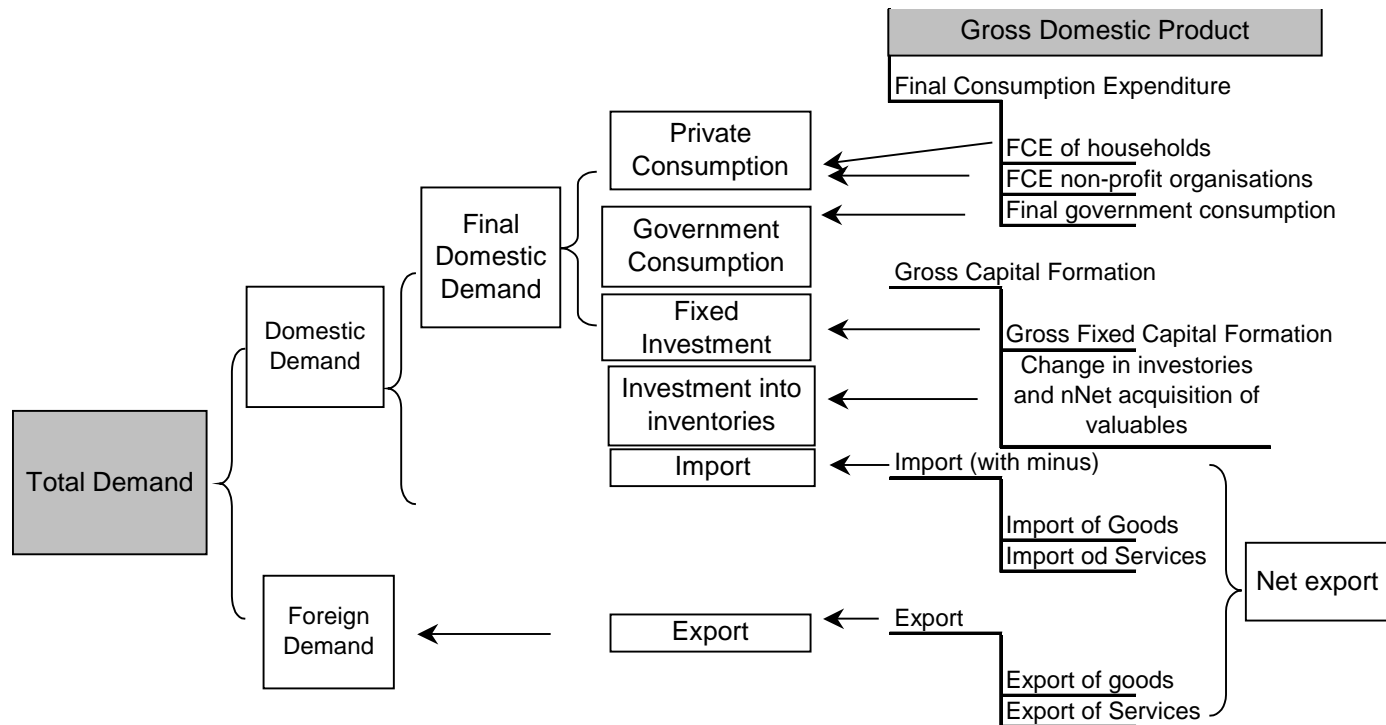 Gross Domestic Product
Final Consumption Expenditure
Private
Consumption
FCE of households
FCE non-profit organisations
Final government consumption
Final
Domestic
Demand
Government
Consumption
Gross Capital Formation
Domestic
Demand
Fixed
Investment
Gross Fixed Capital Formation
Change in investories
and nNet acquisition of
valuables
Investment into
inventories
Total Demand
Import
Import (with minus)
Import of Goods
Import od Services
Net export
Foreign
Demand
Export
Export
Export of goods
Export of Services